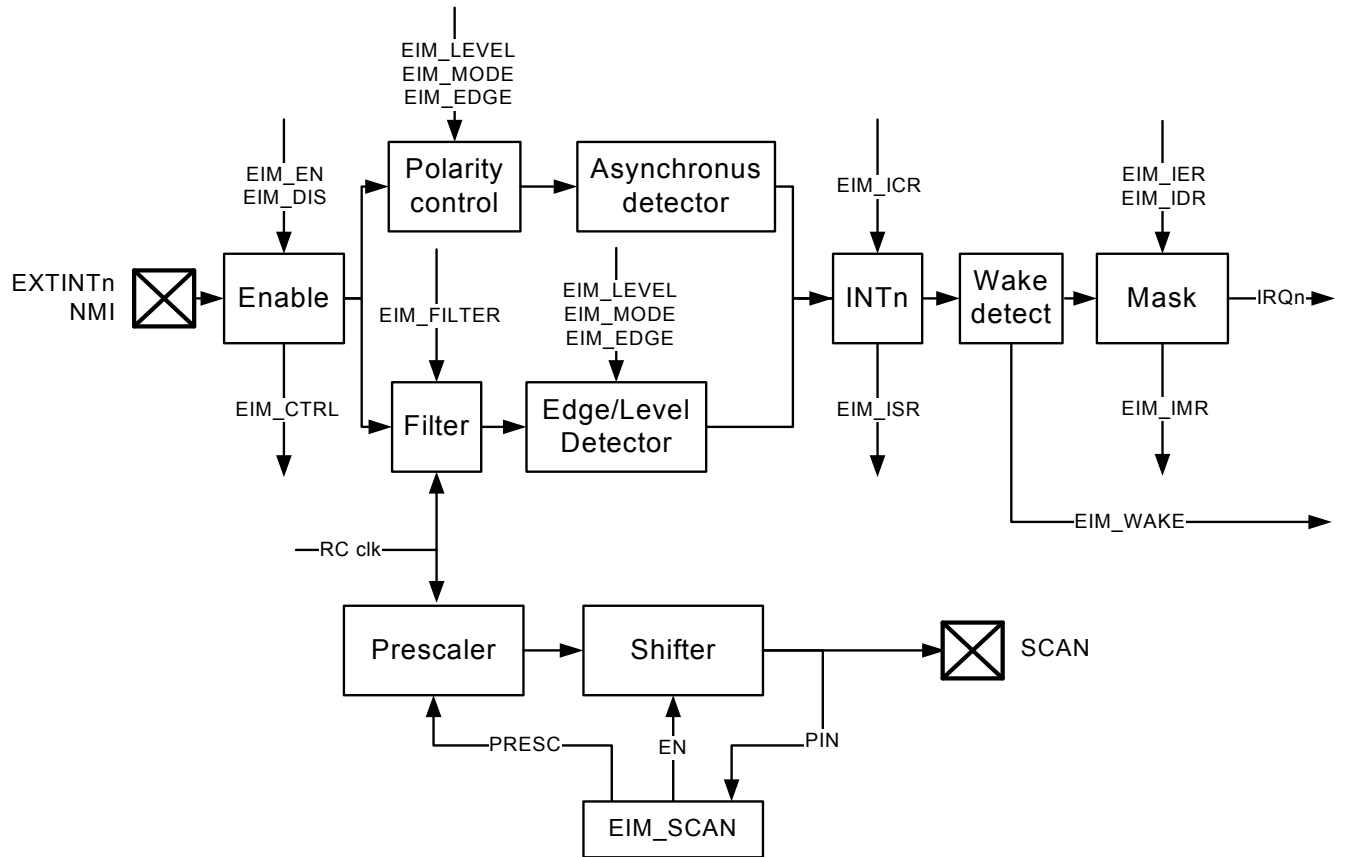 EIM_LEVEL
EIM_MODE
EIM_EDGE
EIM_EN
EIM_DIS
Polarity
control
Asynchronus
detector
EIM_ICR
EIM_IER
EIM_IDR
EXTINTn
NMI
Enable
EIM_FILTER
EIM_LEVEL
EIM_MODE
EIM_EDGE
INTn
Wake
detect
Mask
IRQn
EIM_CTRL
Filter
Edge/Level
Detector
EIM_ISR
EIM_IMR
EIM_WAKE
RC clk
Prescaler
Shifter
SCAN
PRESC
EN
PIN
EIM_SCAN